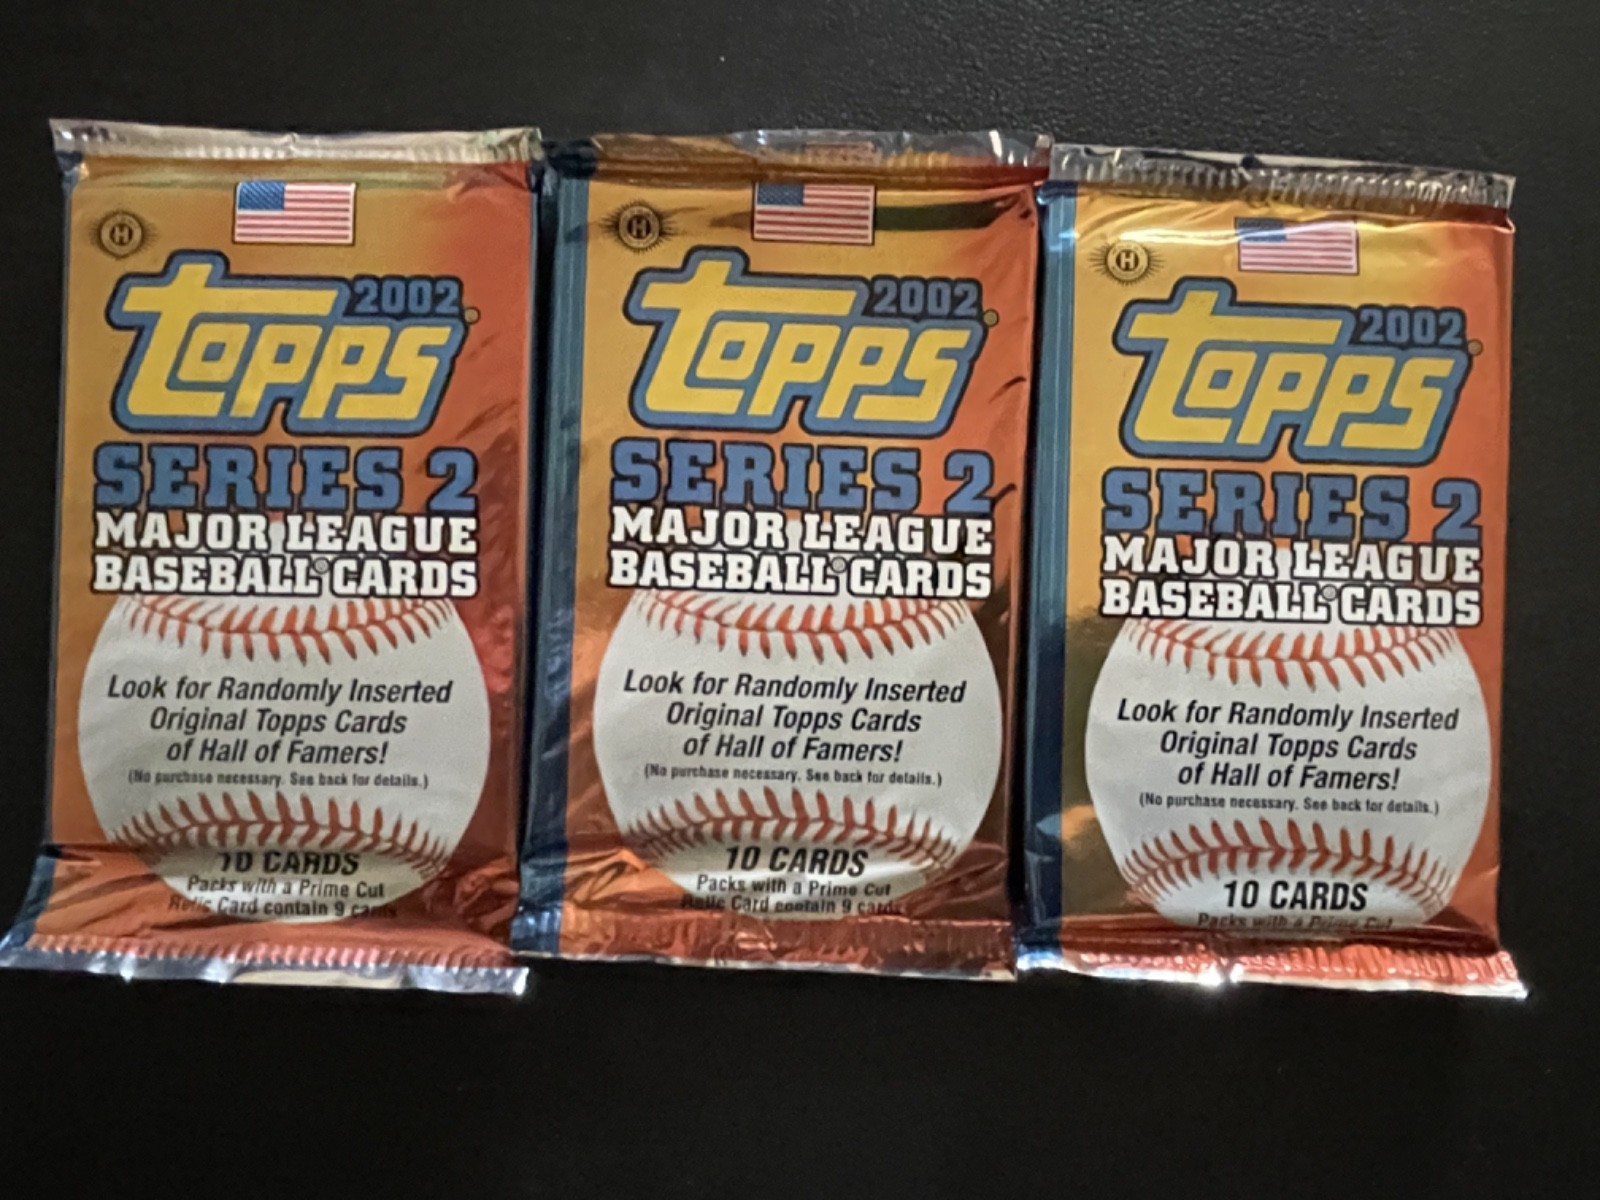 H
2002
Topps
SERIES 2
MAJOR LEAGUE
BASEBALL® CARDS
Look for Randomly Inserted
Original Topps Cards
of Hall of Famers!
(No purchase necessary. See back for details.)
10 CARDS
Packs with a Prime Cut
Relic Card contain 9 cards
H
2002
Topps
SERIES 2
MAJOR LEAGUE
BASEBALL® CARDS
Look for Randomly Inserted
Original Topps Cards
of Hall of Famers!
(No purchase necessary. See back for details.)
10 CARDS
Packs with a Prime Cut
Relic Card contain 9 cards
H
2002
Topps
SERIES 2
MAJOR LEAGUE
BASEBALL® CARDS
Look for Randomly Inserted
Original Topps Cards
of Hall of Famers!
(No purchase necessary. See back for details.)
10 CARDS
Packs with a Prime Cut